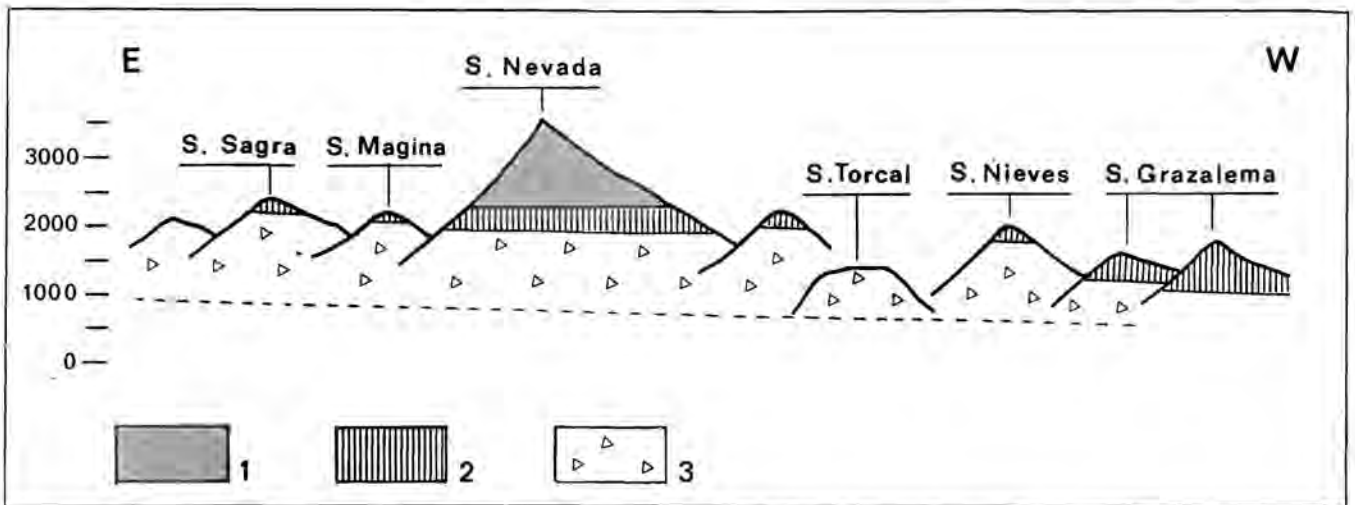 E
W
S. Nevada
S. Sagra
S. Magina
S.Torcal
S. Nieves
S. Grazalema
3000
2000
1000
0
1
2
3